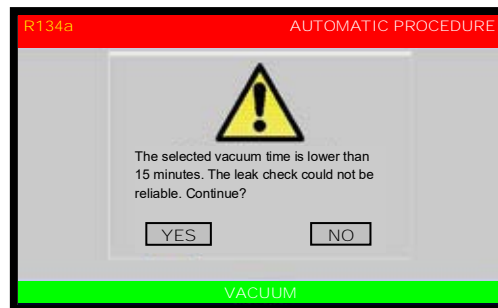 R134a AUTOMATIC PROCEDURE
The selected vacuum time is lower than
15 minutes. The leak check could not be
reliable. Continue?
YES NO
VACUUM